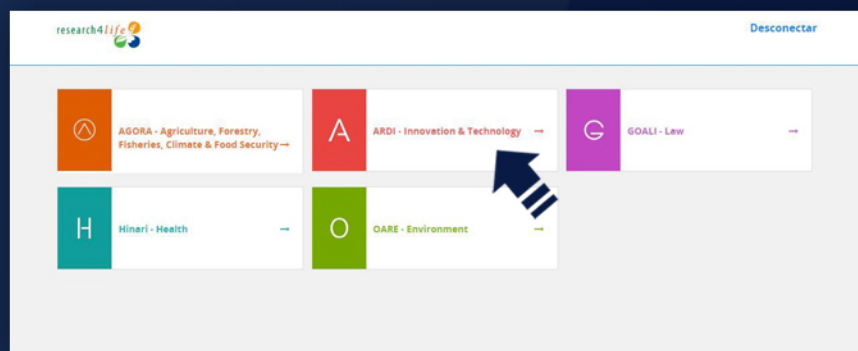 research4life
Desconectar
AGORA - Agriculture, Forestry,
Fisheries, Climate & Food Security→
A
ARDI - Innovation & Technology →
G
GOALI - Law →
H
Hinari - Health →
O
OARE - Environment →